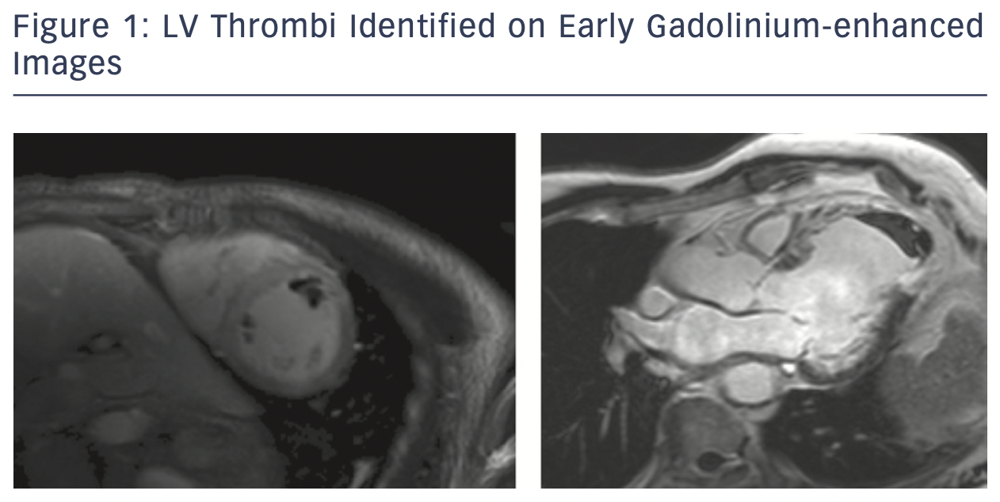 Figure 1: LV Thrombi Identified on Early Gadolinium-enhanced
Images